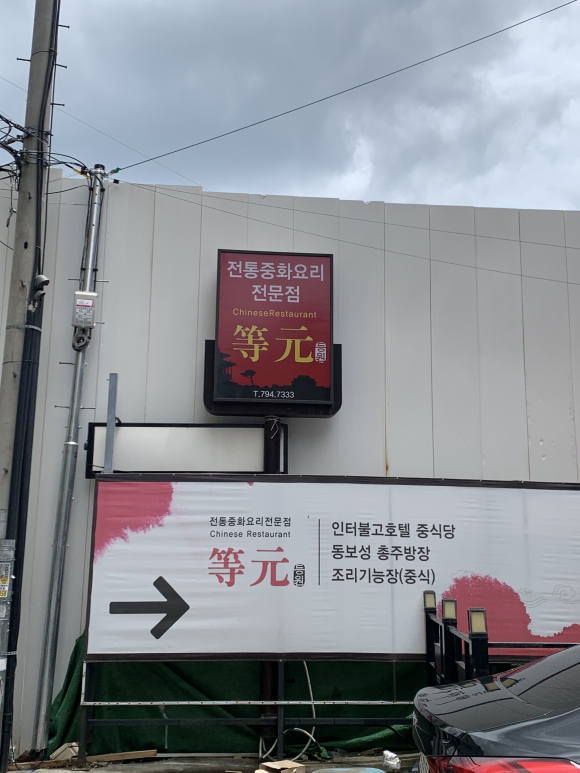 전통중화요리
전문점
ChineseRestaurant
等元 등원
T.794.7333
전통중화요리전문점
Chinese Restaurant
等元 등원
인터불고호텔 중식당
동보성 총주방장
조리기능장(중식)